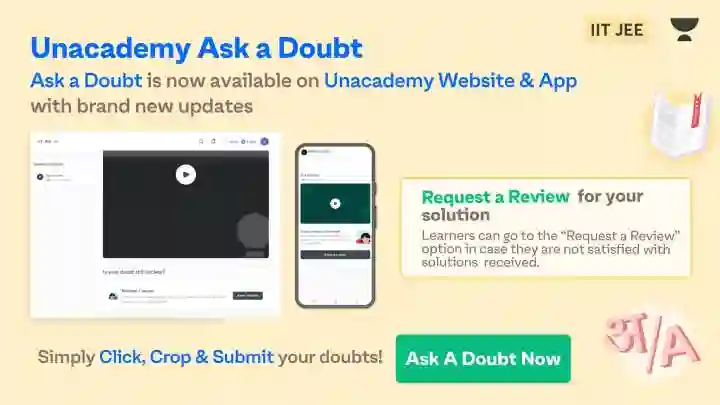 IIT JEE
Unacademy Ask a Doubt
Ask a Doubt is now available on Unacademy Website & App
with brand new updates
IIT JEE
Is your doubt still unclear?
Request a Review for your
solution
Learners can go to the “Request a Review”
option in case they are not satisfied with
solutions received.
Simply Click, Crop & Submit your doubts!
Ask A Doubt Now
अ/A